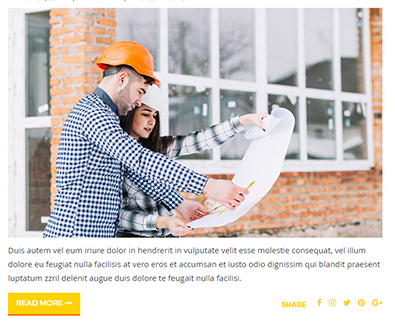 Duis autem vel eum iriure dolor in hendrerit in vulputate velit esse molestie consequat, vel illum
dolore eu feugiat nulla facilisis at vero eros et accumsan et iusto odio dignissim qui blandit praesent
luptatum zzril delenit augue duis dolore te feugait nulla facilisi.
READ MORE
SHARE